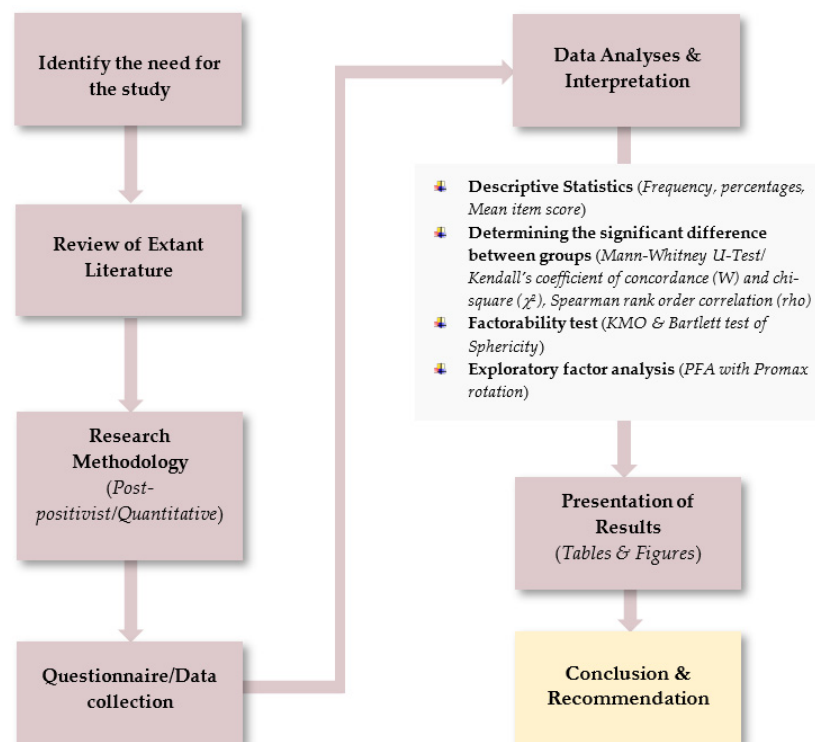 Identify the need for
the study
Review of Extant
Literature
Research
Methodology
(Post-
positivist/Quantitative)
Questionnaire/Data
collection
Data Analyses &
Interpretation
Descriptive Statistics (Frequency, percentages,
Mean item score)
Determining the significant difference
between groups (Mann-Whitney U-Test/
Kendall's coefficient of concordance (W) and chi-
square (χ²), Spearman rank order correlation (rho)
Factorability test (KMO & Bartlett test of
Sphericity)
Exploratory factor analysis (PFA with Promax
rotation)
Presentation of
Results
(Tables & Figures)
Conclusion &
Recommendation